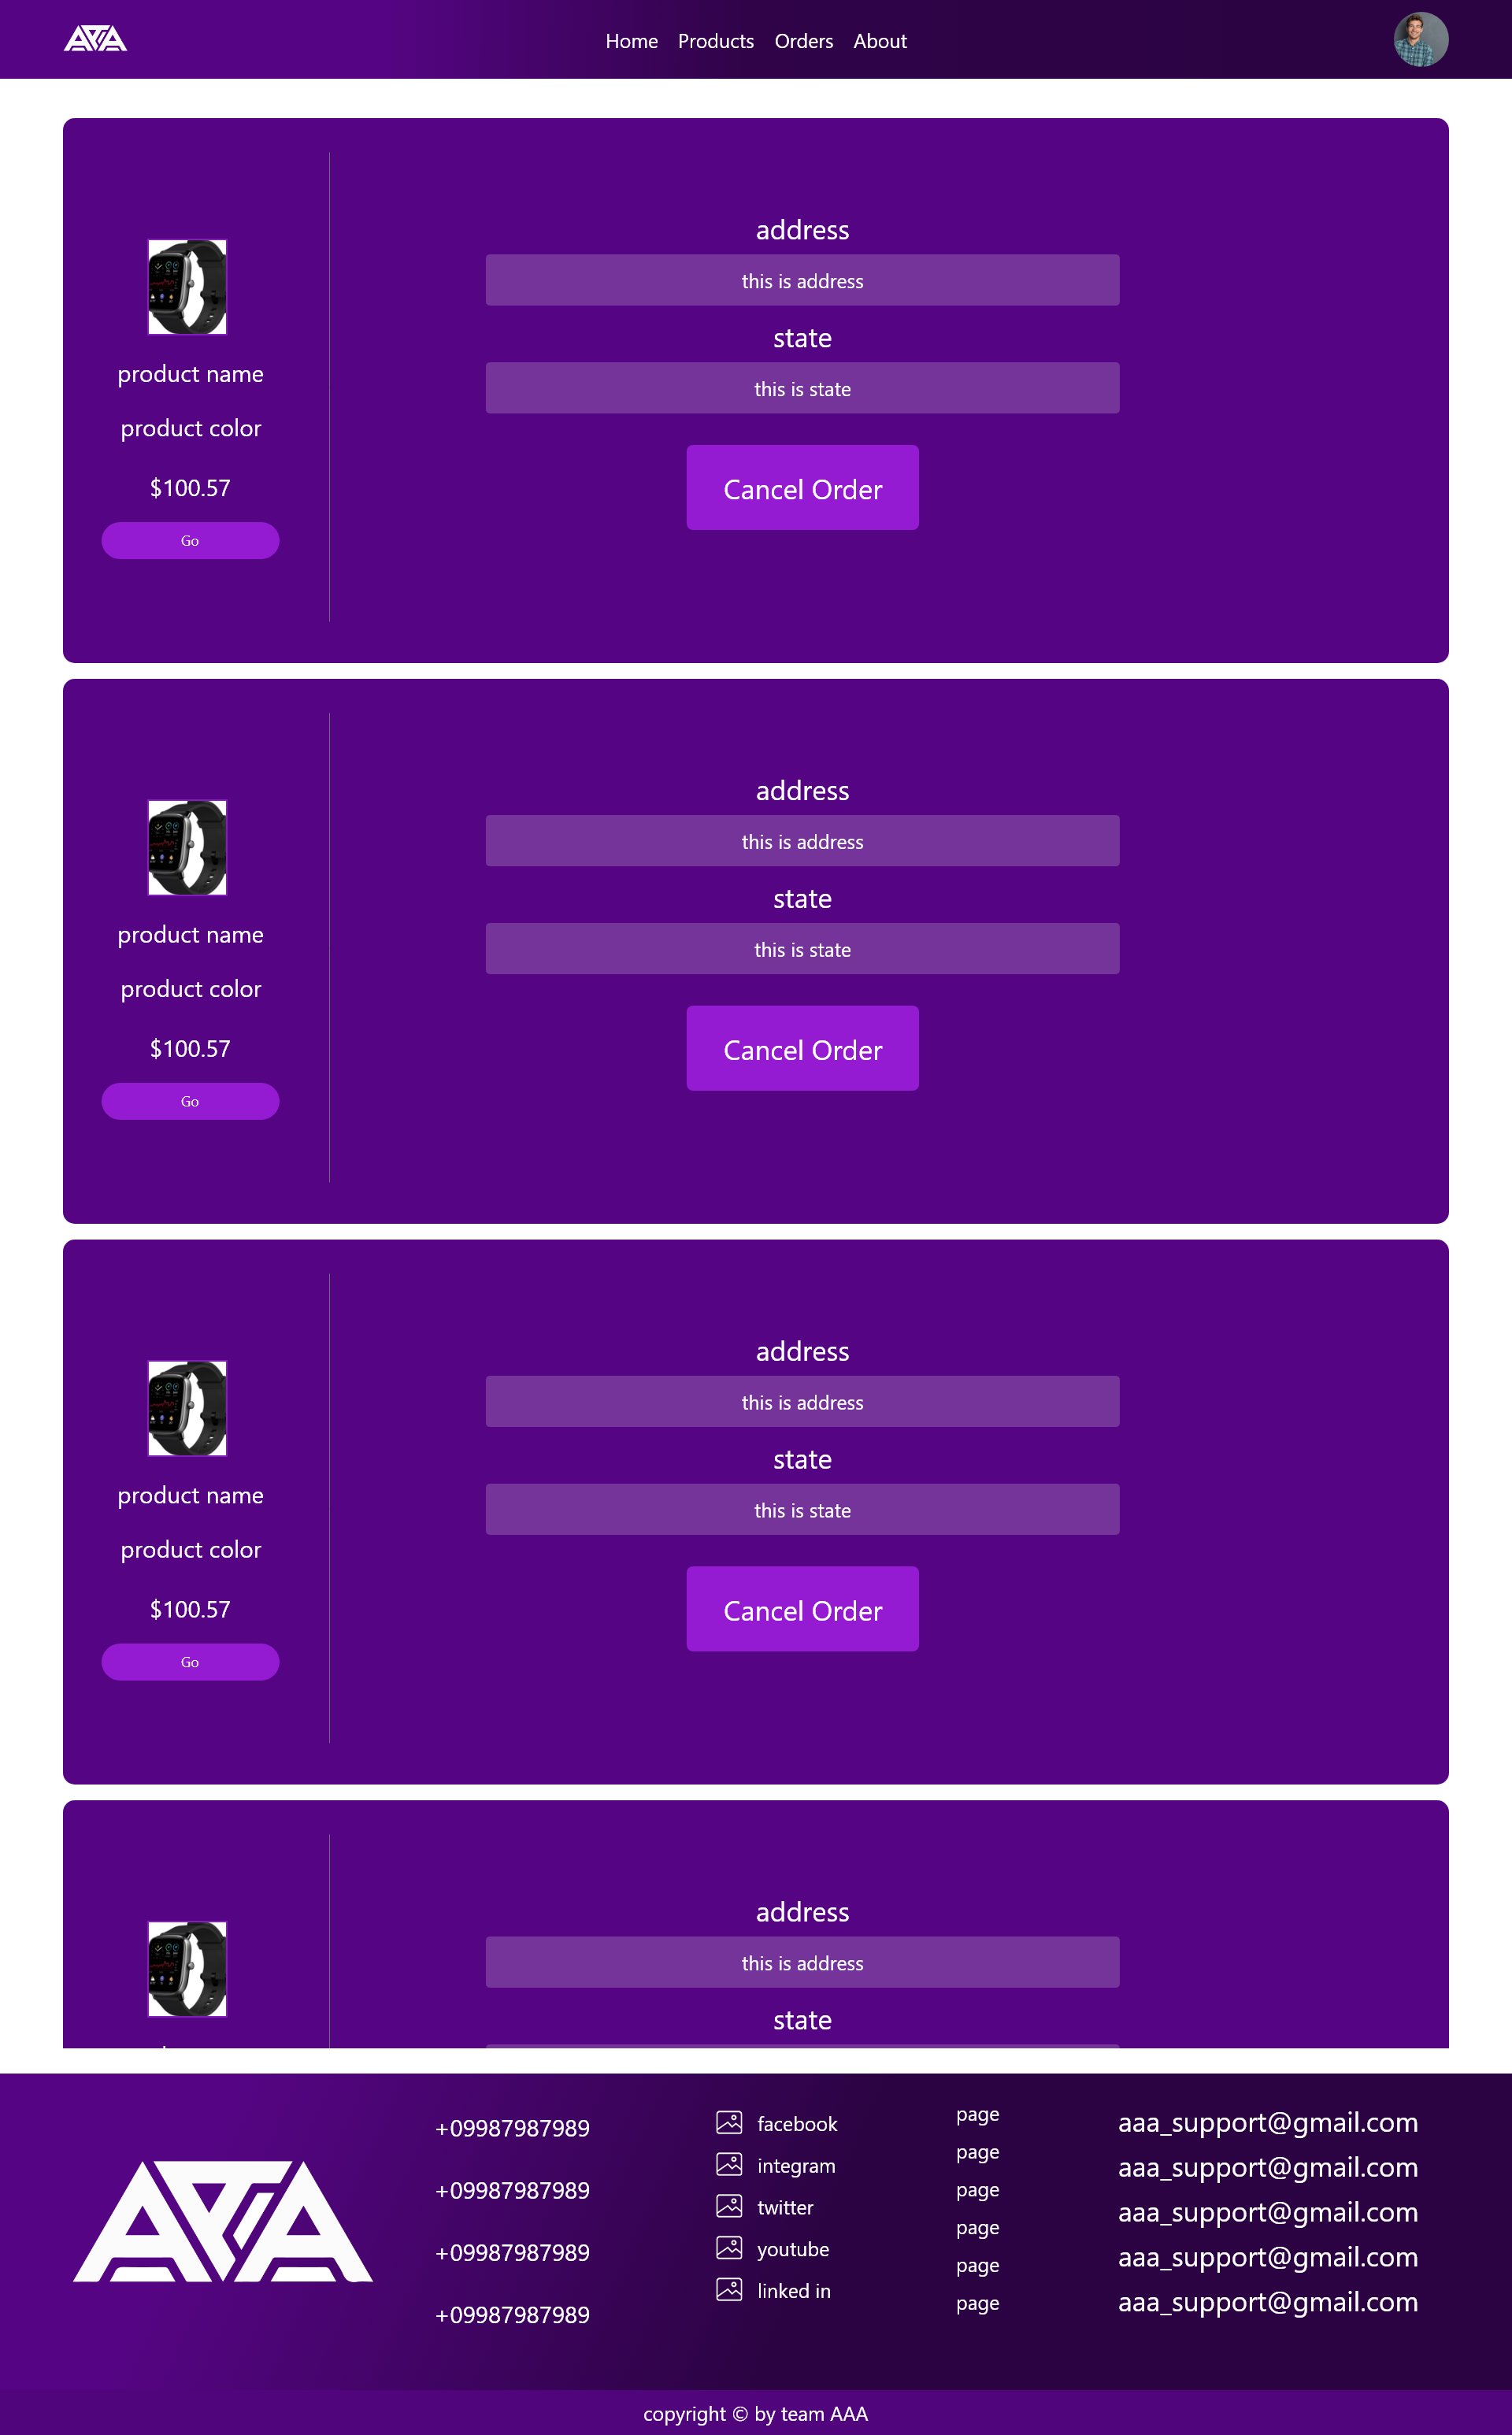 AAA
Home Products Orders About
address
this is address
state
this is state
Cancel Order
product name
product color
$100.57
Go
address
this is address
state
this is state
Cancel Order
product name
product color
$100.57
Go
address
this is address
state
this is state
Cancel Order
product name
product color
$100.57
Go
address
this is address
state
+09987987989
+09987987989
+09987987989
+09987987989
facebook
integram
twitter
youtube
linked in
page
page
page
page
page
page
aaa_support@gmail.com
aaa_support@gmail.com
aaa_support@gmail.com
aaa_support@gmail.com
aaa_support@gmail.com
AAA
copyright © by team AAA